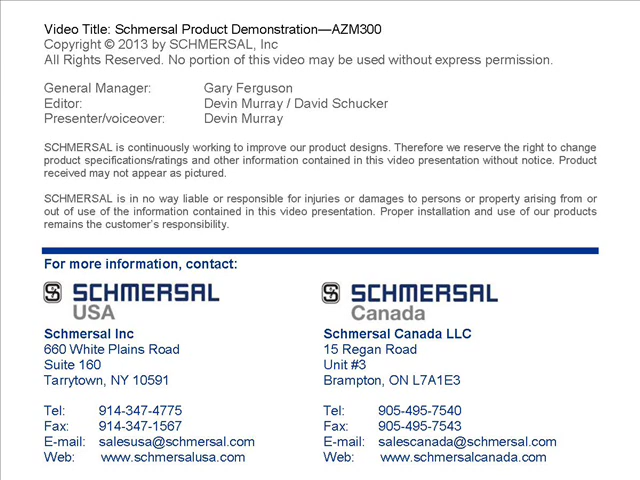 Video Title: Schmersal Product Demonstration—AZM300
Copyright © 2013 by SCHMERSAL, Inc
All Rights Reserved. No portion of this video may be used without express permission.
General Manager: Gary Ferguson
Editor: Devin Murray / David Schucker
Presenter/voiceover: Devin Murray
SCHMERSAL is continuously working to improve our product designs. Therefore we reserve the right to change
product specifications/ratings and other information contained in this video presentation without notice. Product
received may not appear as pictured.
SCHMERSAL is in no way liable or responsible for injuries or damages to persons or property arising from or
out of use of the information contained in this video presentation. Proper installation and use of our products
remains the customer's responsibility.
For more information, contact:
SCHMERSAL
USA
Schmersal Inc
660 White Plains Road
Suite 160
Tarrytown, NY 10591
Tel: 914-347-4775
Fax: 914-347-1567
E-mail: salesusa@schmersal.com
Web: www.schmersalusa.com
SCHMERSAL
Canada
Schmersal Canada LLC
15 Regan Road
Unit #3
Brampton, ON L7A1E3
Tel: 905-495-7540
Fax: 905-495-7543
E-mail: salescanada@schmersal.com
Web: www.schmersalcanada.com